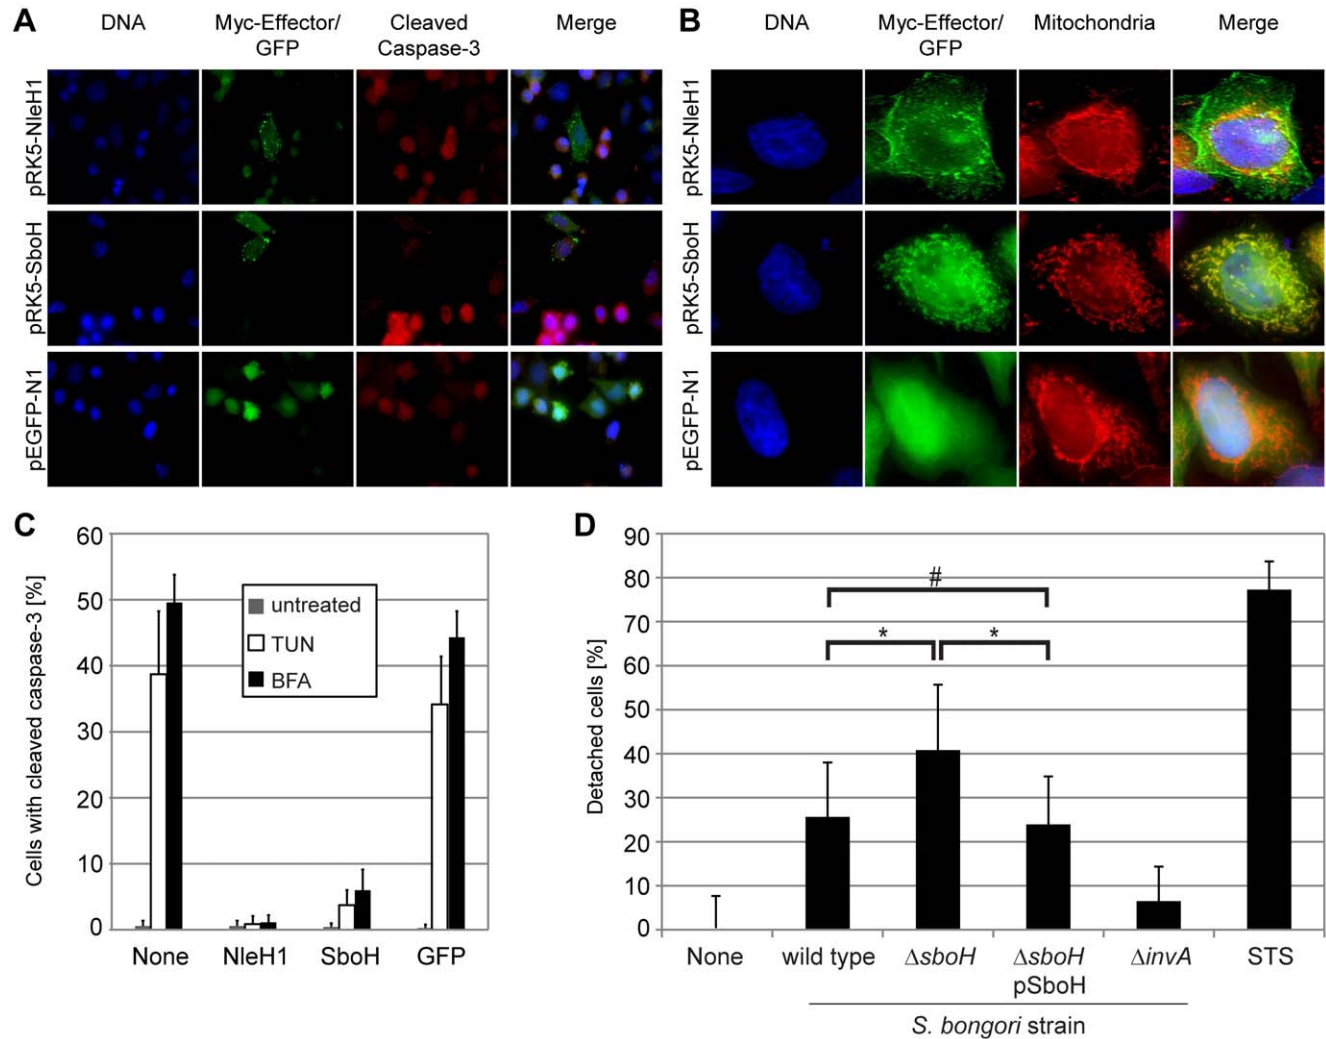 A
DNA
Myc-Effector/
GFP
Cleaved
Caspase-3
Merge
pRK5-NleH1
pRK5-SboH
pEGFP-N1
B
DNA
Myc-Effector/
GFP
Mitochondria
Merge
pRK5-NleH1
pRK5-SboH
pEGFP-N1
C
Cells with cleaved caspase-3 [%]
60
50
40
30
20
10
0
untreated
TUN
BFA
None NleH1 SboH GFP
D
Detached cells [%]
90
80
70
60
50
40
30
20
10
0
#
* *
None wild type ΔsboH ΔsboH ΔinvA STS
pSboH
S. bongori strain